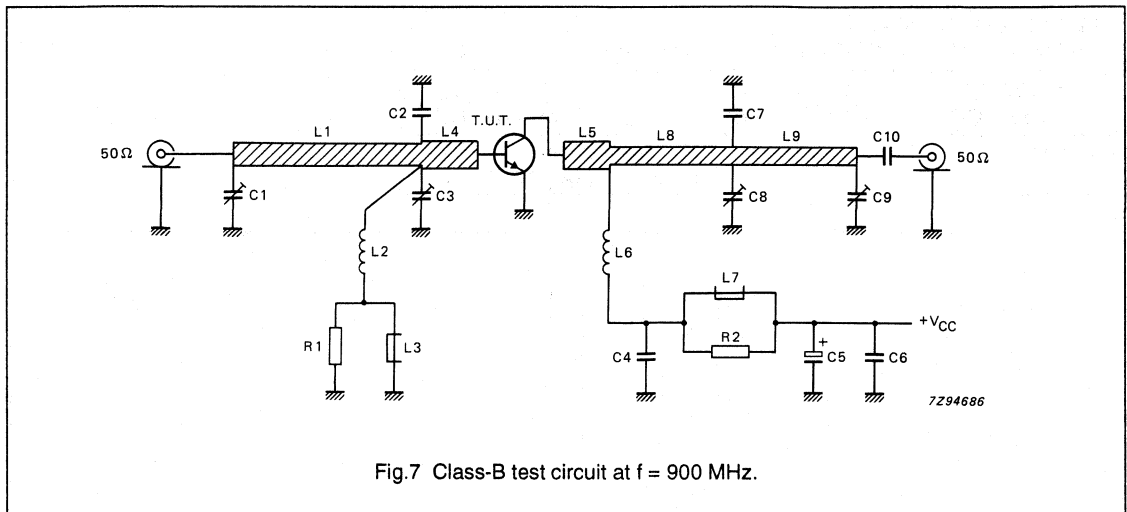 C2
C7
L1
L4
T.U.T.
L5
L8
L9
C10
50Ω
50Ω
C1
C3
C8
C9
L2
L6
L7
+VCC
R1
L3
C4
R2
+
C5
C6
7Z94686
Fig.7 Class-B test circuit at f = 900 MHz.